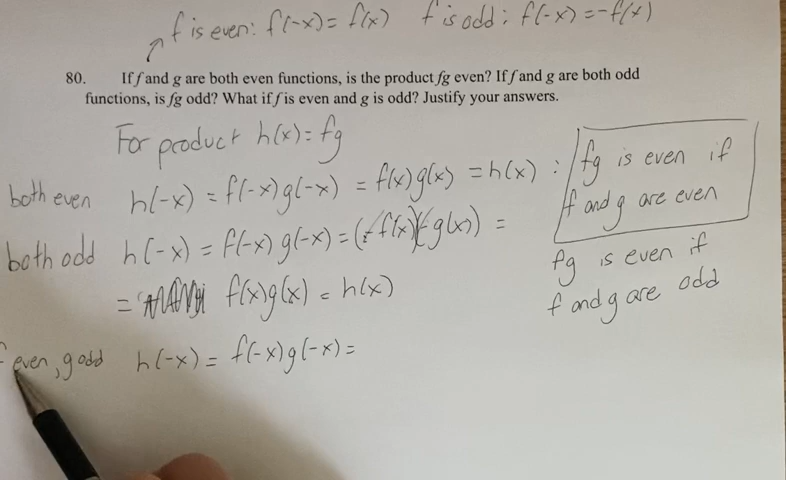 f is even: f(-x) = f(x) f is odd: f(-x) = -f(x)
80. If f and g are both even functions, is the product fg even? If f and g are both odd
functions, is fg odd? What if f is even and g is odd? Justify your answers.
For product h(x) = fg
both even h(-x) = f(-x)g(-x) = f(x)g(x) = h(x) :
fg is even if
f and g are even
both odd h(-x) = f(-x)g(-x) = (-f(x))(-g(x)) =
= f(x)g(x) = h(x)
fg is even if
f and g are odd
f even, g odd h(-x) = f(-x)g(-x) =